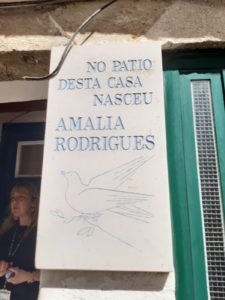 NO PATIO
DESTA CASA
NASCEU
AMALIA
RODRIGUES